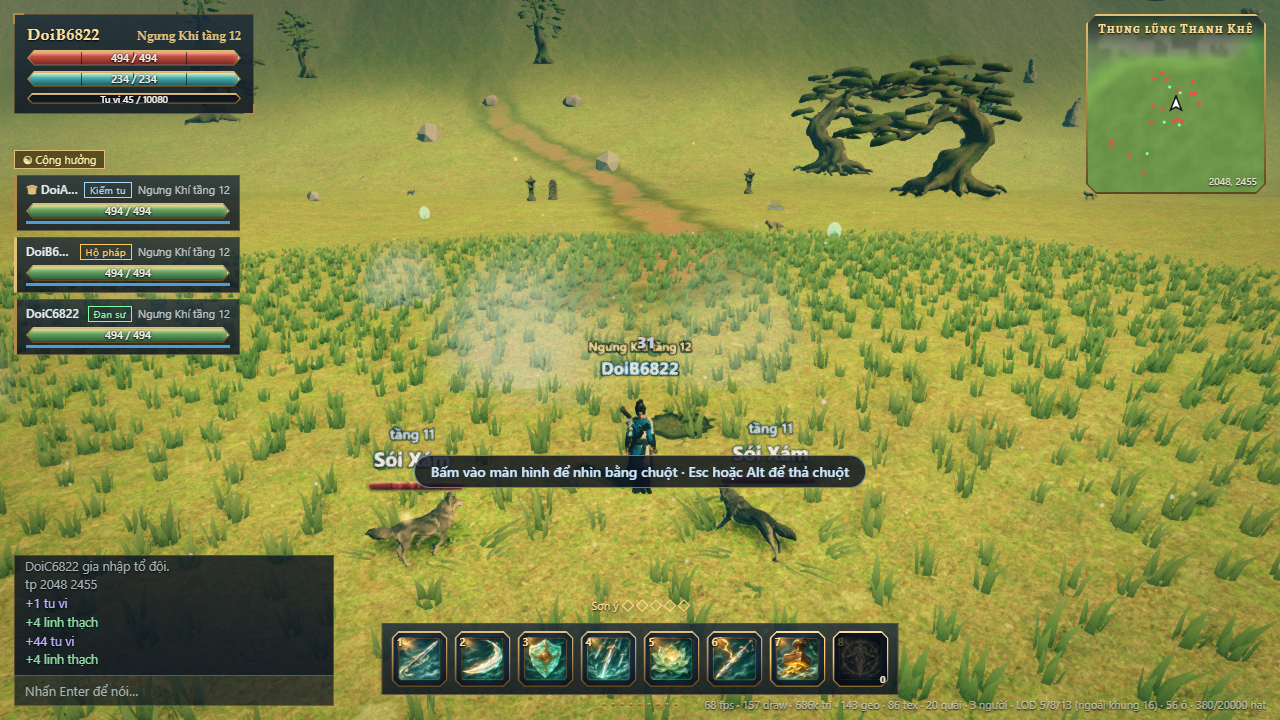 DoiB6822 Ngưng Khí tầng 12
494 / 494
234 / 234
Tu vi 45 / 10080
Cộng hưởng
DoiA... Kiếm tu Ngưng Khí tầng 12
494 / 494
DoiB6... Hộ pháp Ngưng Khí tầng 12
494 / 494
DoiC6822 Đan sư Ngưng Khí tầng 12
494 / 494
Thung lũng Thanh Khê
2048, 2455
31
DoiB6822
tầng 11
Sói Xám
tầng 11
Sói Xám
Bấm vào màn hình để nhìn bằng chuột · Esc hoặc Alt để thả chuột
DoiC6822 gia nhập tổ đội.
tp 2048 2455
+1 tu vi
+4 linh thạch
+44 tu vi
+4 linh thạch
Nhấn Enter để nói...
Sơn ý
1 2 3 4 5 6 7 8
0
68 fps · 157 draw · 686k tri · 143 geo · 86 tex · 20 quái · 3 người · LOD 5/8/13 (ngoài khung 16) · 56 ô · 380/20000 hạt